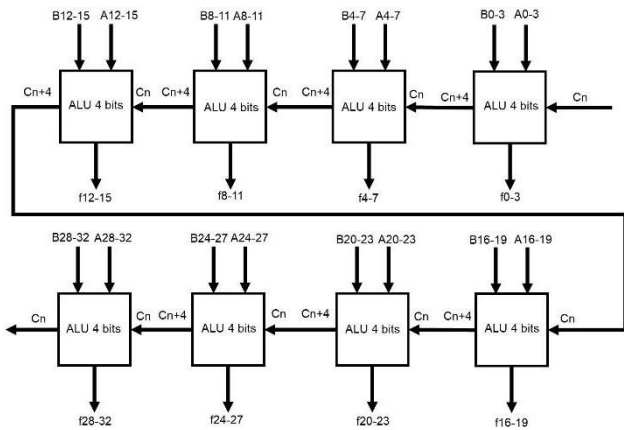 B12-15 A12-15 B8-11 A8-11 B4-7 A4-7 B0-3 A0-3
Cn+4 Cn Cn+4 Cn Cn+4 Cn Cn+4 Cn
ALU 4 bits ALU 4 bits ALU 4 bits ALU 4 bits
f12-15 f8-11 f4-7 f0-3
B28-32 A28-32 B24-27 A24-27 B20-23 A20-23 B16-19 A16-19
Cn Cn Cn+4 Cn Cn+4 Cn Cn+4 Cn
ALU 4 bits ALU 4 bits ALU 4 bits ALU 4 bits
f28-32 f24-27 f20-23 f16-19